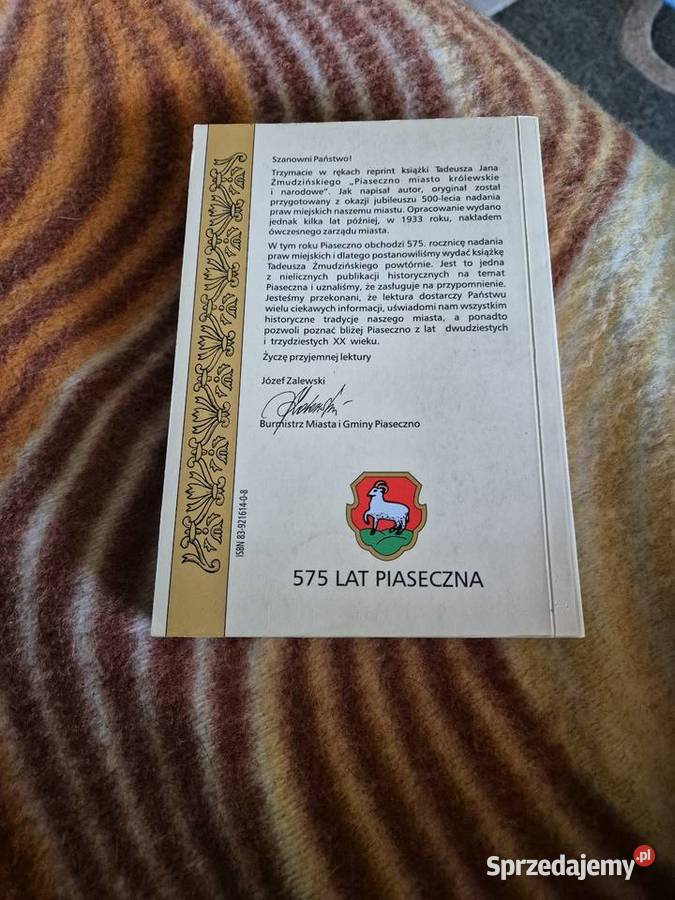 Szanowni Państwo!
Trzymacie w rękach reprint książki Tadeusza Jana
Żmudzińskiego „Piaseczno miasto królewskie
i narodowe”. Jak napisał autor, oryginał został
przygotowany z okazji jubileuszu 500-lecia nadania
praw miejskich naszemu miastu. Opracowanie wydano
jednak kilka lat później, w 1933 roku, nakładem
ówczesnego zarządu miasta.
W tym roku Piaseczno obchodzi 575. rocznicę nadania
praw miejskich i dlatego postanowiliśmy wydać książkę
Tadeusza Żmudzińskiego powtórnie. Jest to jedna
z nielicznych publikacji historycznych na temat
Piaseczna i uznaliśmy, że zasługuje na przypomnienie.
Jesteśmy przekonani, że lektura dostarczy Państwu
wielu ciekawych informacji, uświadomi nam wszystkim
historyczne tradycje naszego miasta, a ponadto
pozwoli poznać bliżej Piaseczno z lat dwudziestych
i trzydziestych XX wieku.
Życzę przyjemnej lektury
Józef Zalewski
Burmistrz Miasta i Gminy Piaseczno
ISBN 83-921614-0-8
575 LAT PIASECZNA
Sprzedajemy.pl